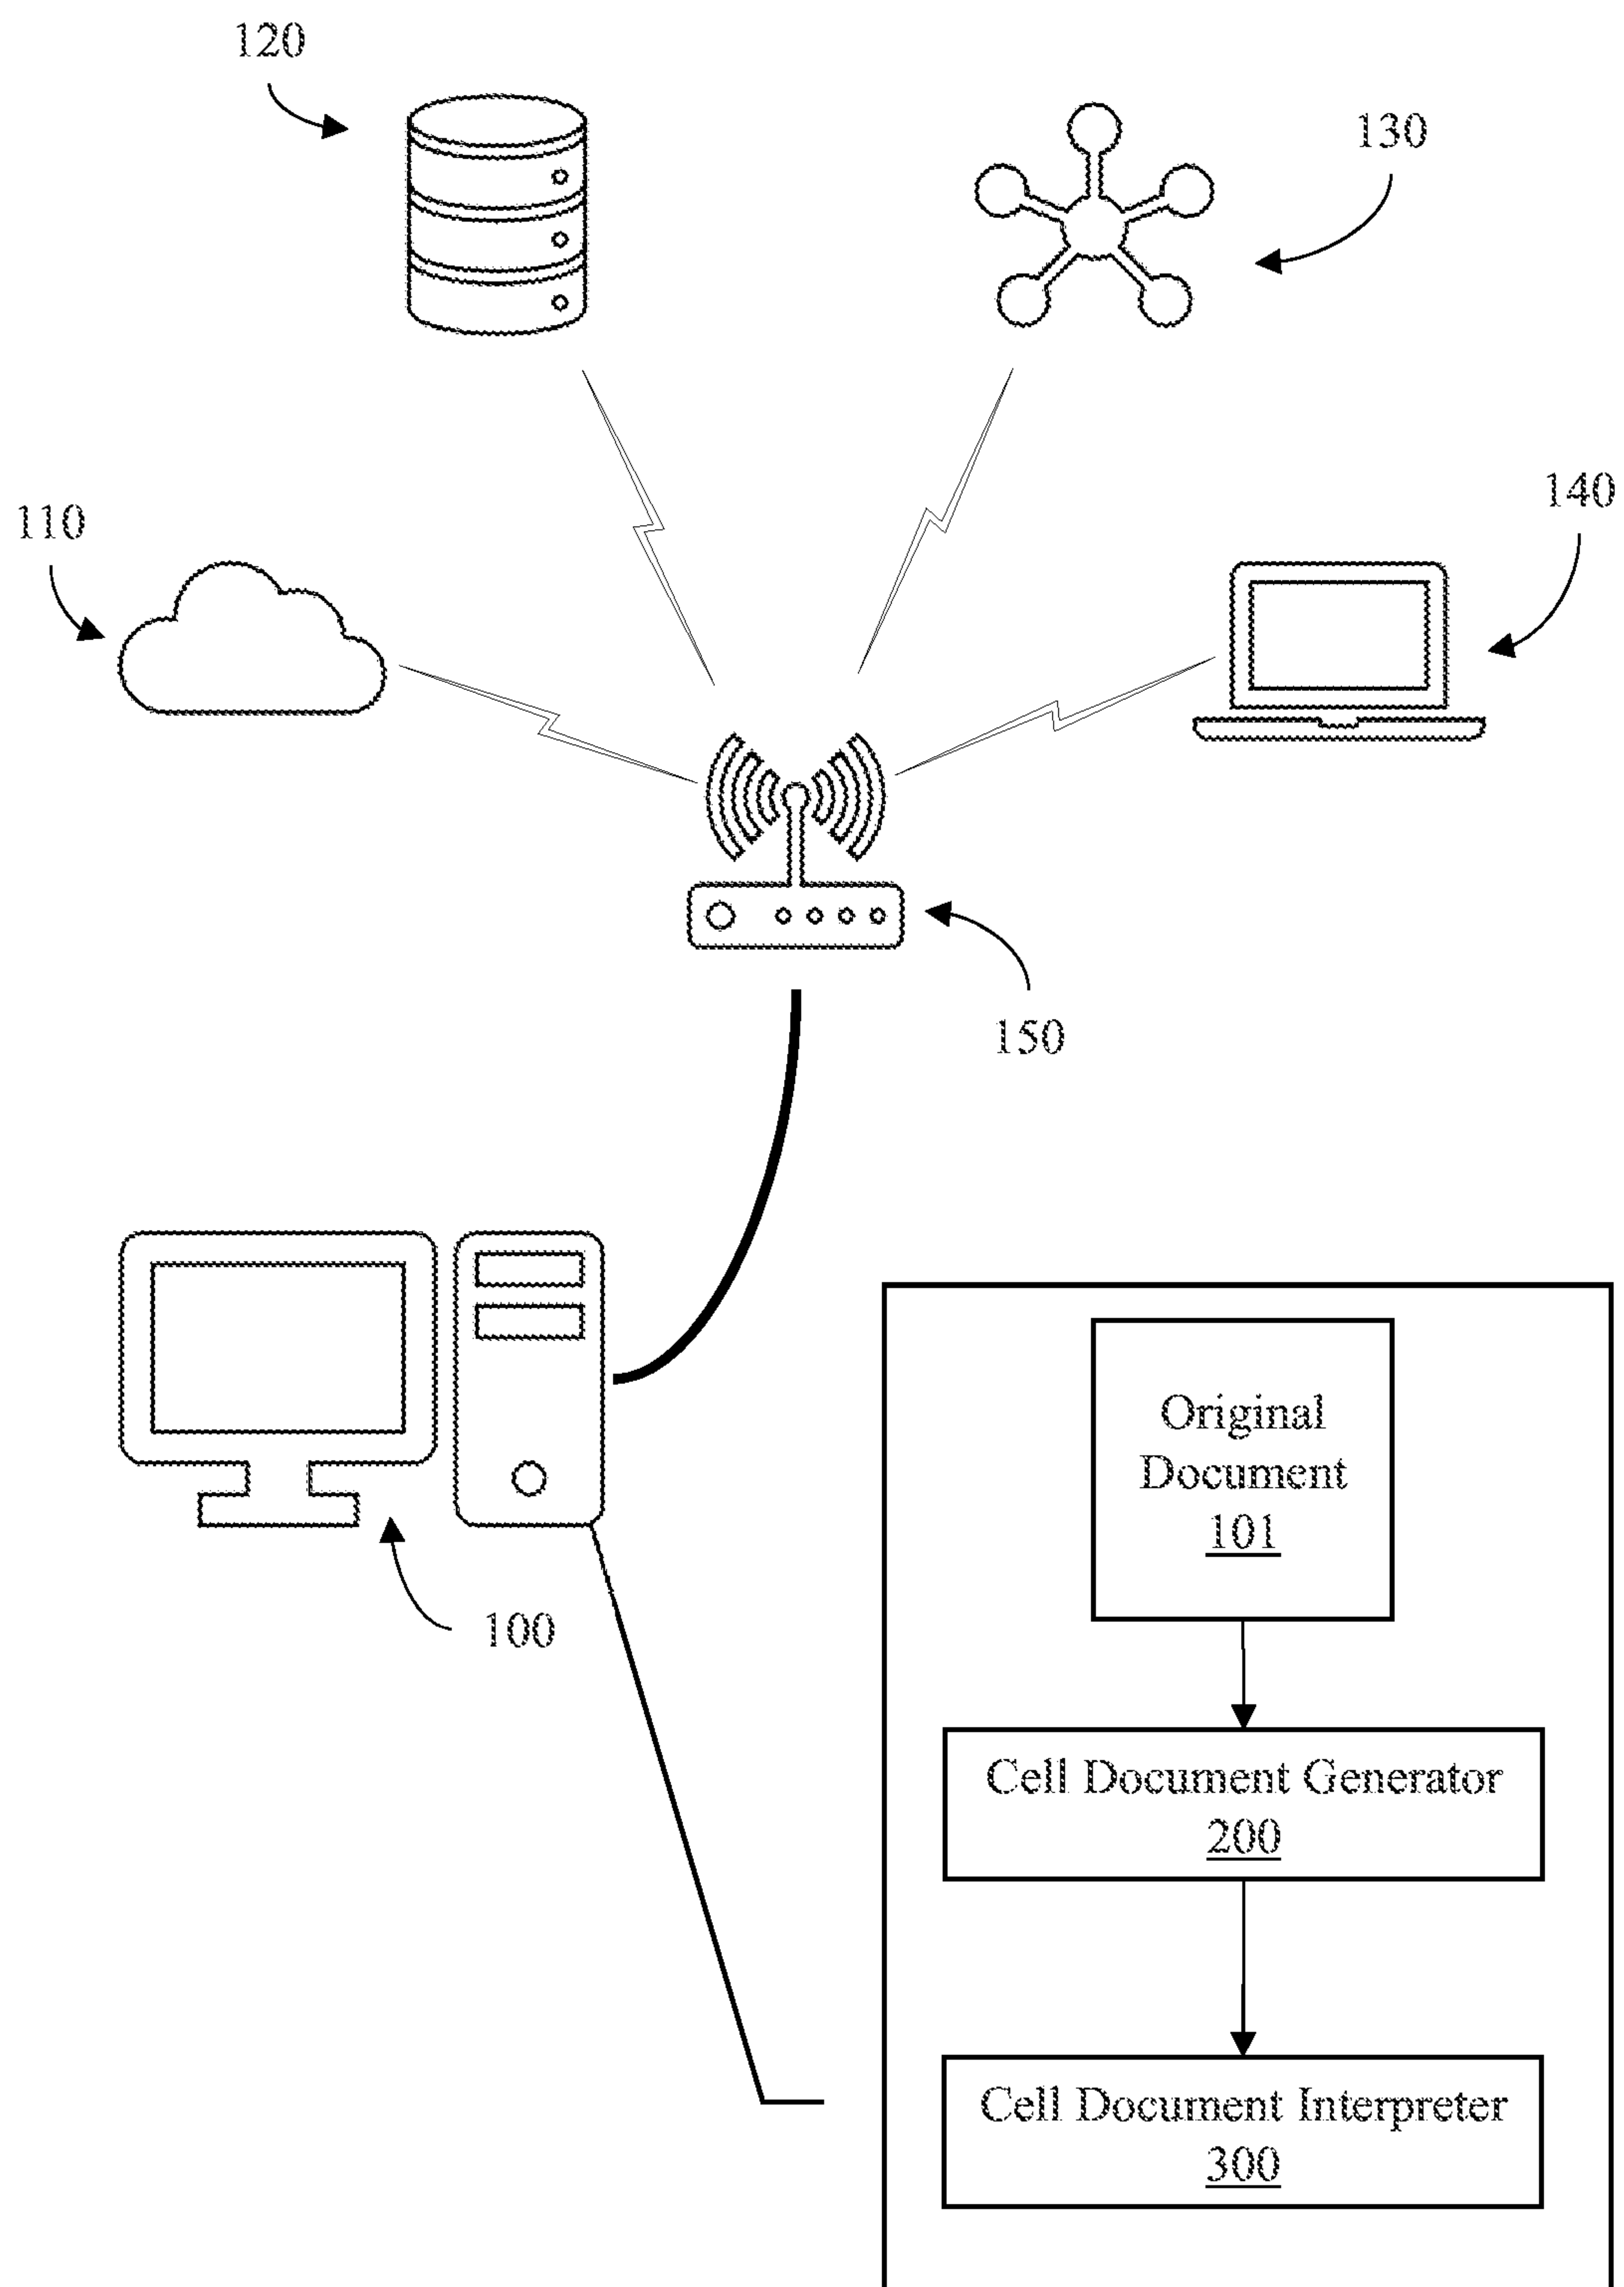 120
130
140
110
150
Original
Document
101
100
Cell Document Generator
200
Cell Document Interpreter
300